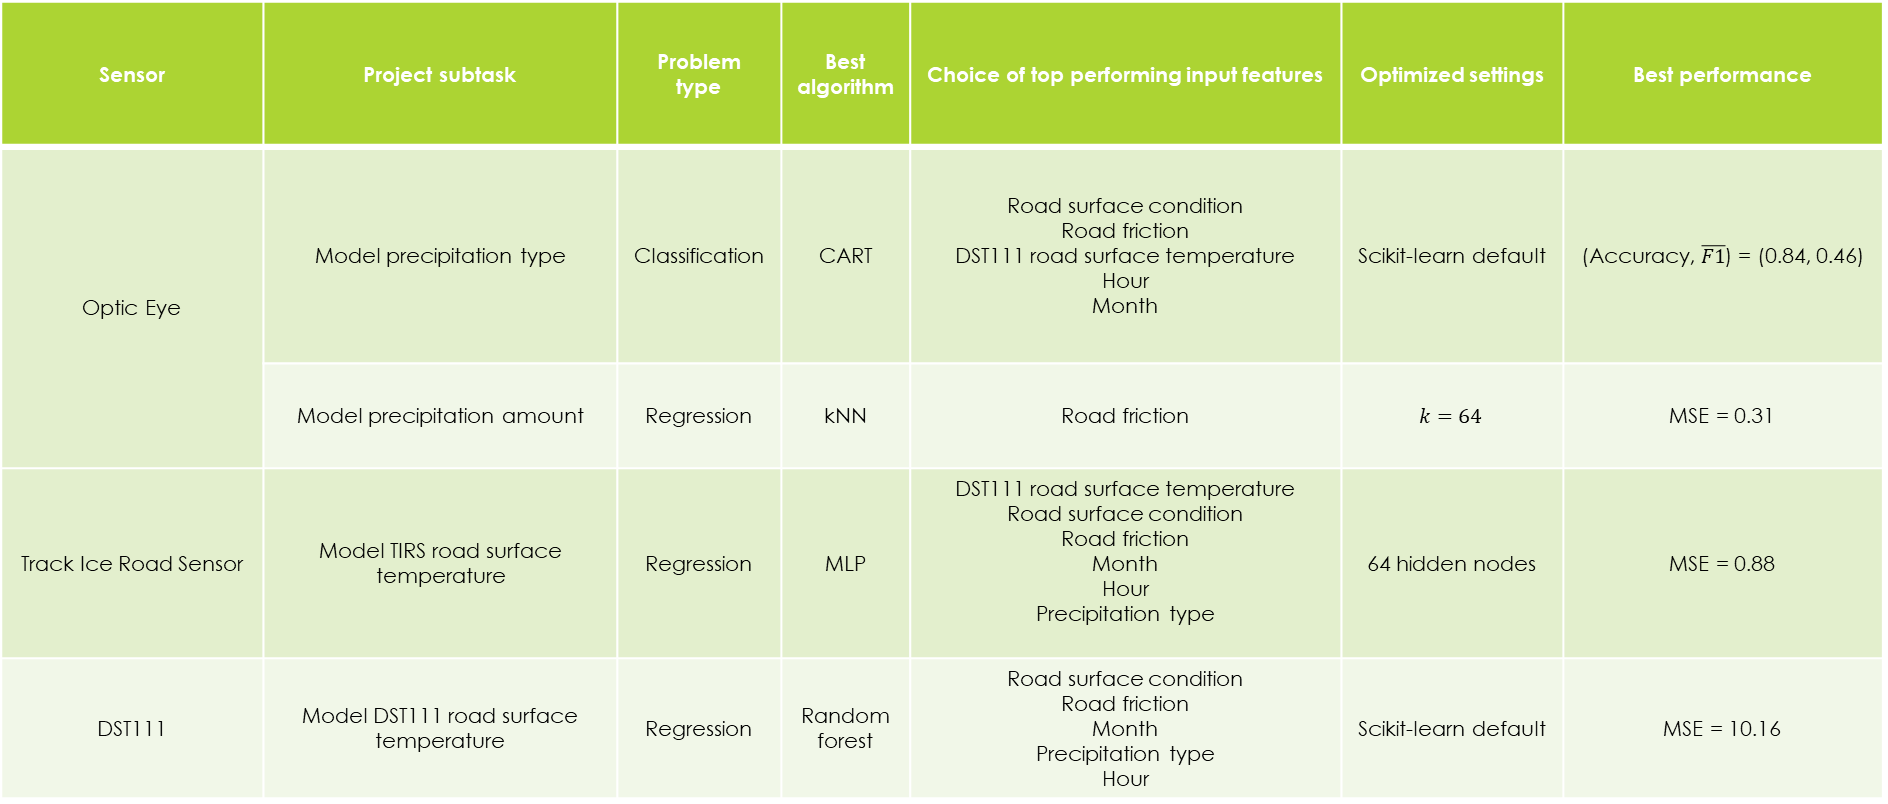 Sensor
Project subtask
Problem
type
Best
algorithm
Choice of top performing input features
Optimized settings
Best performance
Optic Eye
Model precipitation type
Classification
CART
Road surface condition
Road friction
DST111 road surface temperature
Hour
Month
Scikit-learn default
(Accuracy, F̅1̅) = (0.84, 0.46)
Model precipitation amount
Regression
kNN
Road friction
k = 64
MSE = 0.31
Track Ice Road Sensor
Model TIRS road surface
temperature
Regression
MLP
DST111 road surface temperature
Road surface condition
Road friction
Month
Hour
Precipitation type
64 hidden nodes
MSE = 0.88
DST111
Model DST111 road surface
temperature
Regression
Random
forest
Road surface condition
Road friction
Month
Precipitation type
Hour
Scikit-learn default
MSE = 10.16